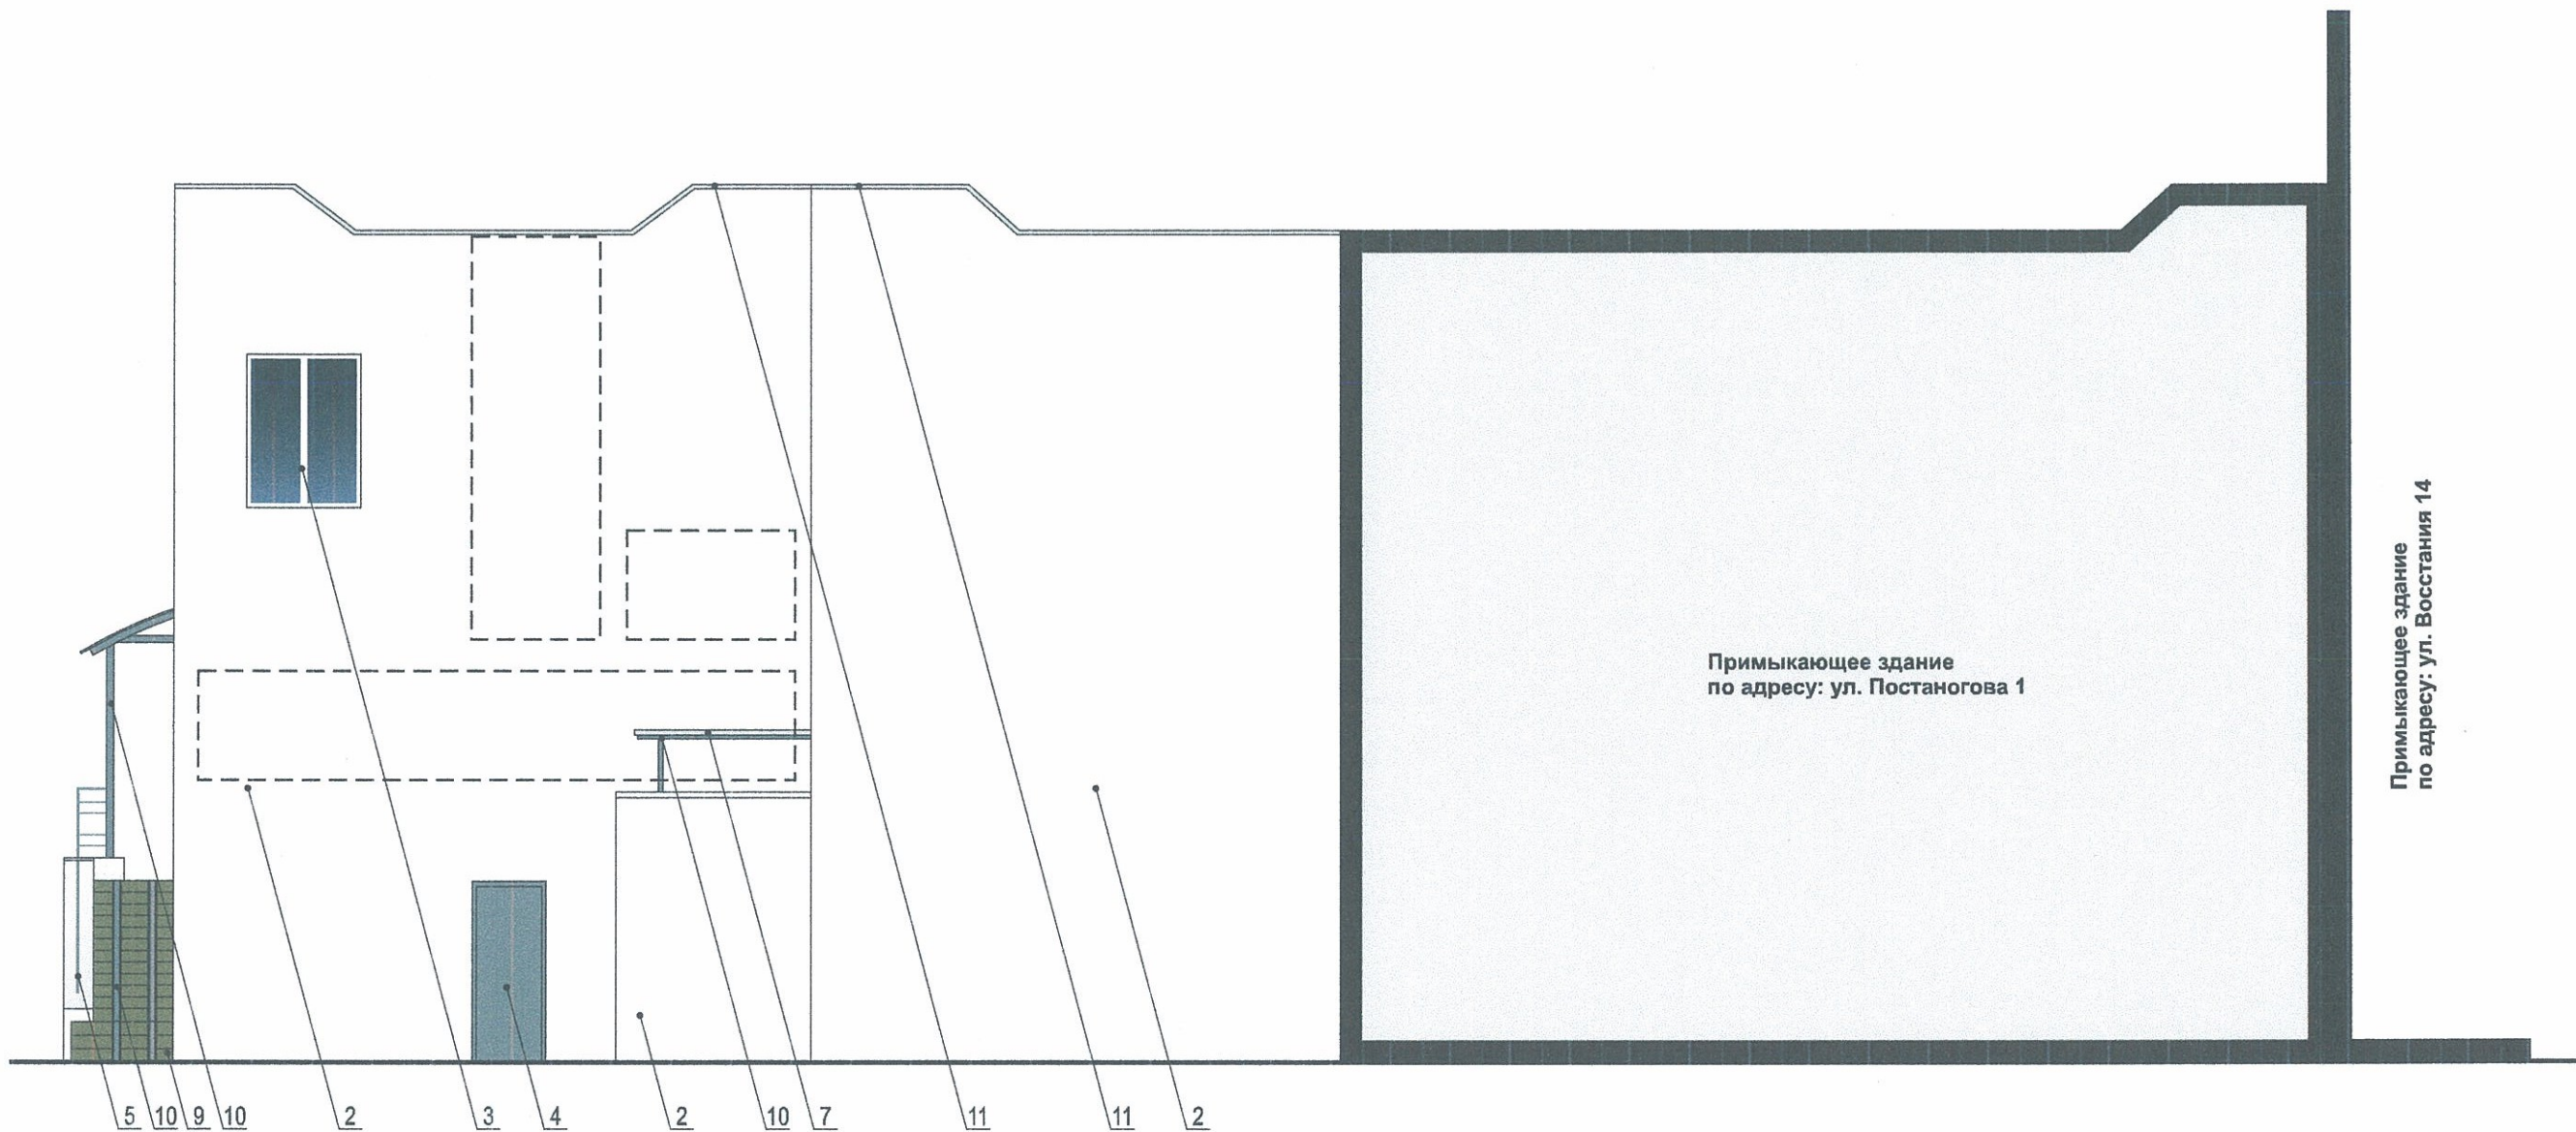 Примыкающее здание
по адресу: ул. Постаногова 1
Примыкающее здание
по адресу: ул. Восстания 14
5 10 9 10 2 3 4 2 10 7 11 11 2